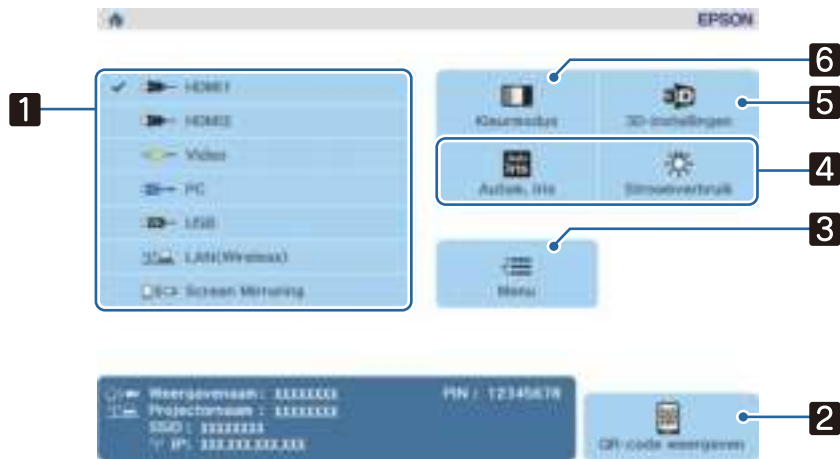 EPSON
6
1
HDMI1
5
Kleurmodus
3D-instellingen
HDMI2
Video
4
PC
Autom. iris
Stroomverbruik
USB
3
LAN(Wireless)
Screen Mirroring
Menu
Weergavenaam : XXXXXXXX
PIN : 12345678
Projectornaam : XXXXXXXX
SSID : XXXXXXXX
IP: XXX.XXX.XXX.XXX
2
QR-code weergeven